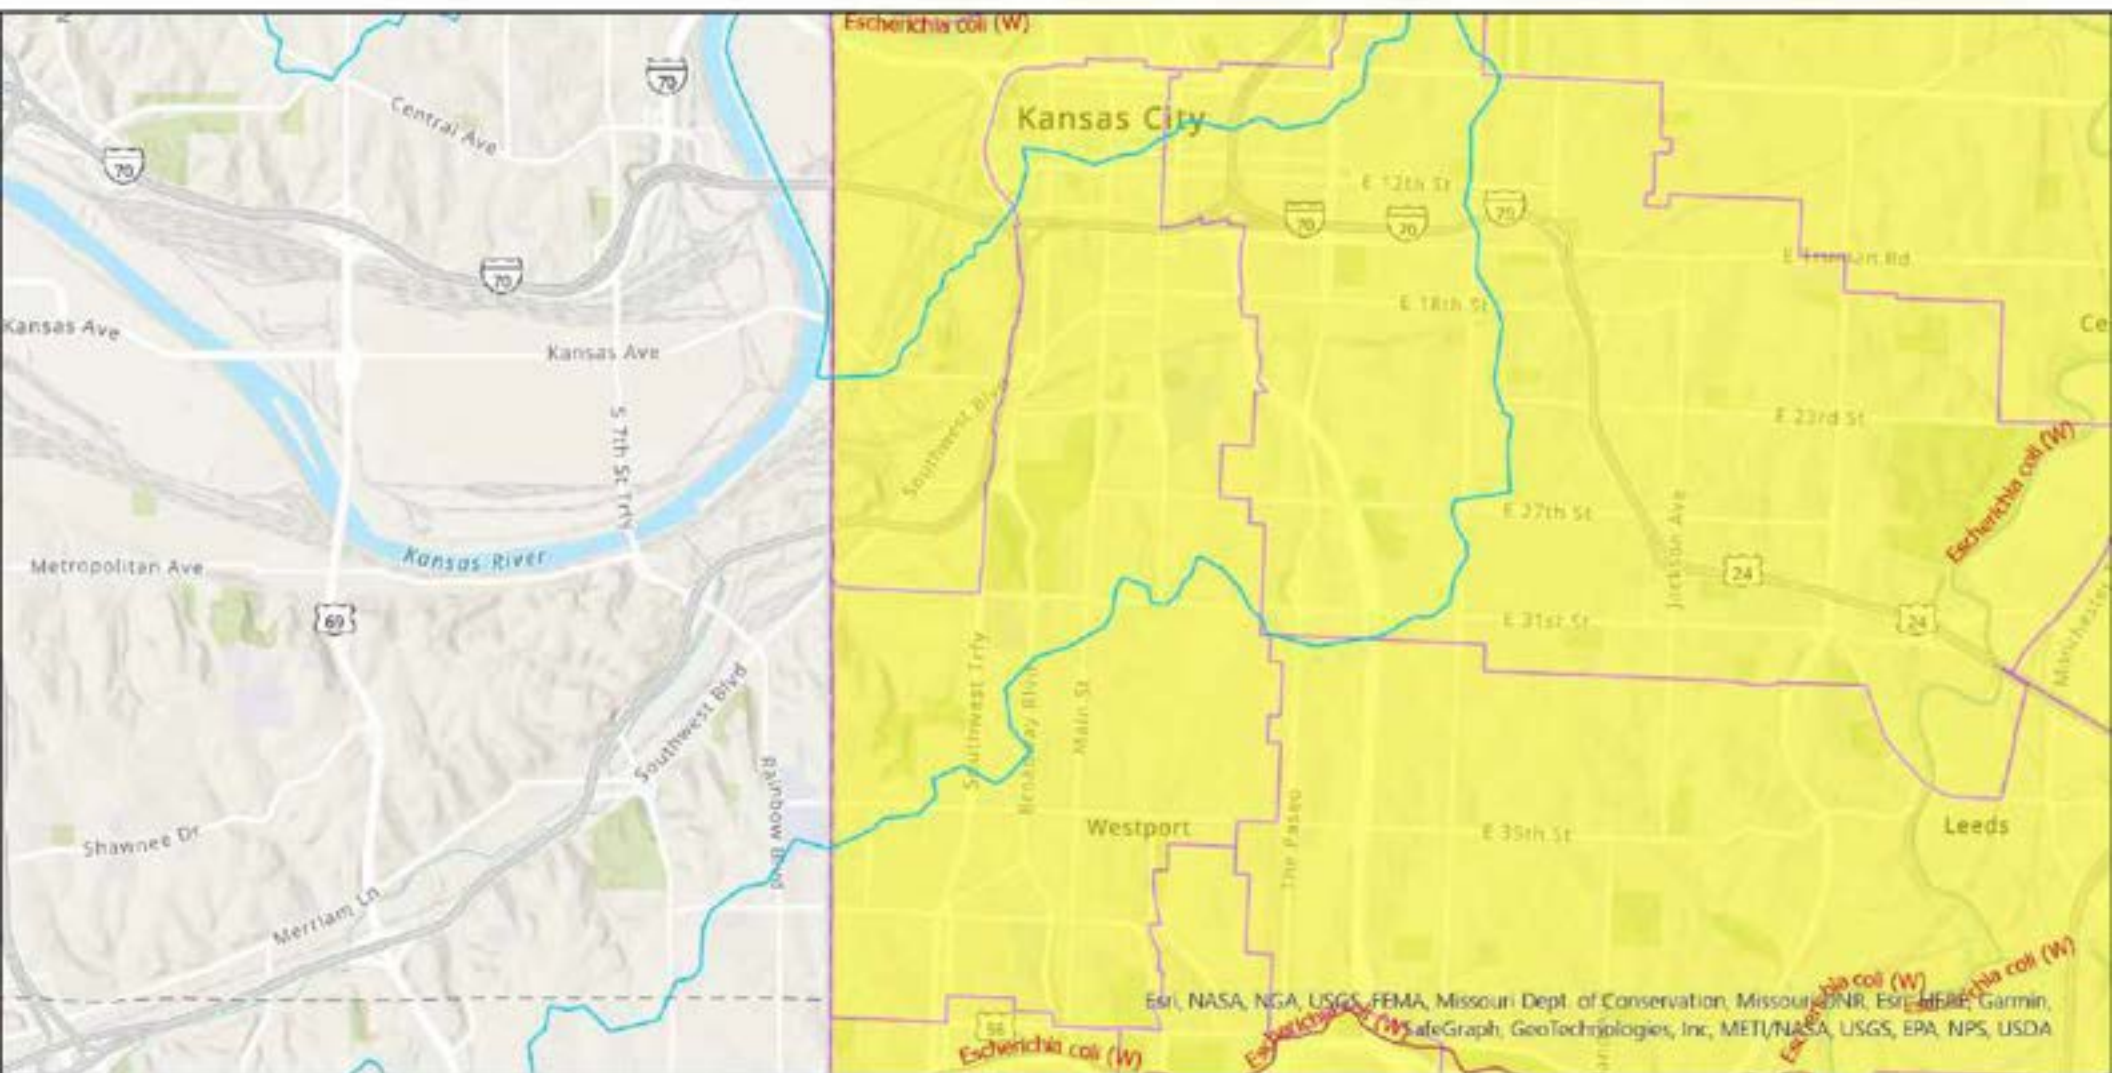 Escherichia coli (W)
70
Central Ave
Kansas City
70
E 12th St
70
70
70
E Truman Rd
70
E 18th St
Kansas Ave
Kansas Ave
Ce
S 7th St Trfy
Southwest Blvd
E 23rd St
Escherichia coli (W)
E 27th St
Jackson Ave
Metropolitan Ave
Kansas River
24
69
E 31st St
24
Southwest Trfy
Main St
Southwest Blvd
Rainbow Blvd
The Paseo
Westport
E 35th St
Leeds
Shawnee Dr
Merriam Ln
Escherichia coli (W)
Escherichia coli (W)
Esri, NASA, NGA, USGS, FEMA, Missouri Dept. of Conservation, Missouri DNR, Esri, HERE, Garmin,
SafeGraph, GeoTechnologies, Inc, METI/NASA, USGS, EPA, NPS, USDA
56
Escherichia coli (W)
Escherichia coli (W)